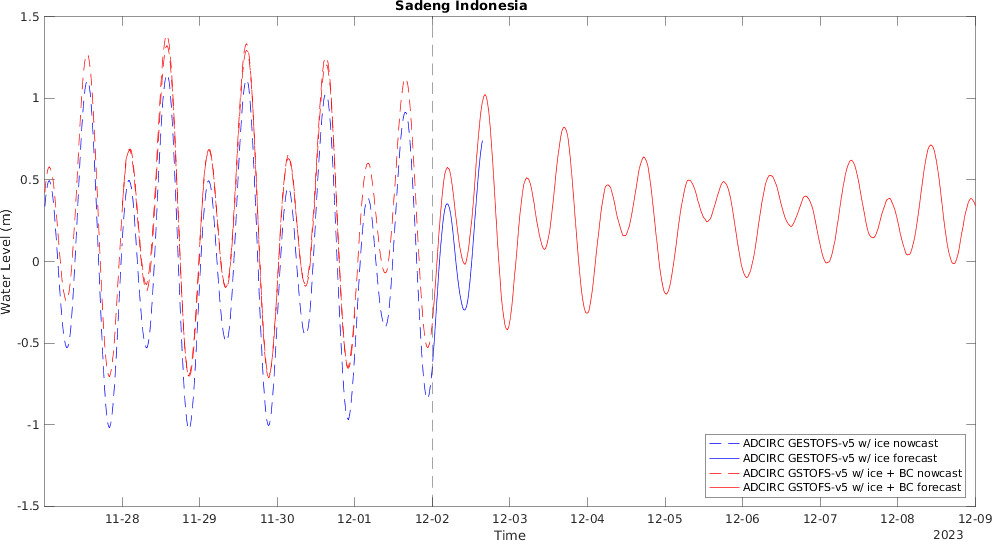 Sadeng Indonesia
1.5
1
0.5
0
-0.5
-1
-1.5
Water Level (m)
11-28 11-29 11-30 12-01 12-02 12-03 12-04 12-05 12-06 12-07 12-08 12-09
Time
2023
ADCIRC GESTOFS-v5 w/ ice nowcast
ADCIRC GESTOFS-v5 w/ ice forecast
ADCIRC GSTOFS-v5 w/ ice + BC nowcast
ADCIRC GSTOFS-v5 w/ ice + BC forecast